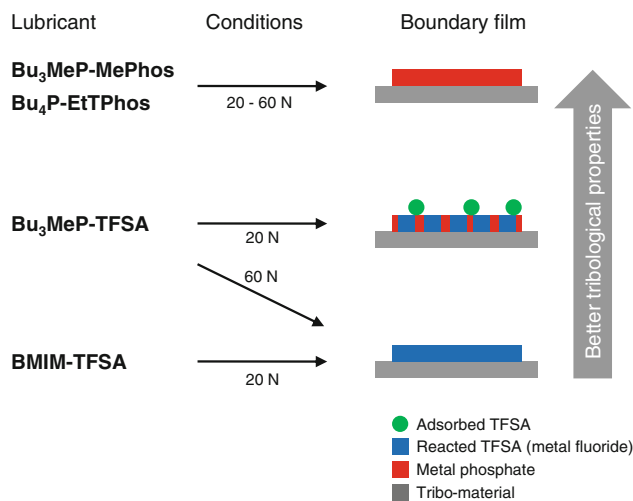 Lubricant Conditions Boundary film
Bu₃MeP-MePhos
Bu₄P-EtTPhos
20 - 60 N
Bu₃MeP-TFSA
20 N
60 N
BMIM-TFSA
20 N
Better tribological properties
Adsorbed TFSA
Reacted TFSA (metal fluoride)
Metal phosphate
Tribo-material